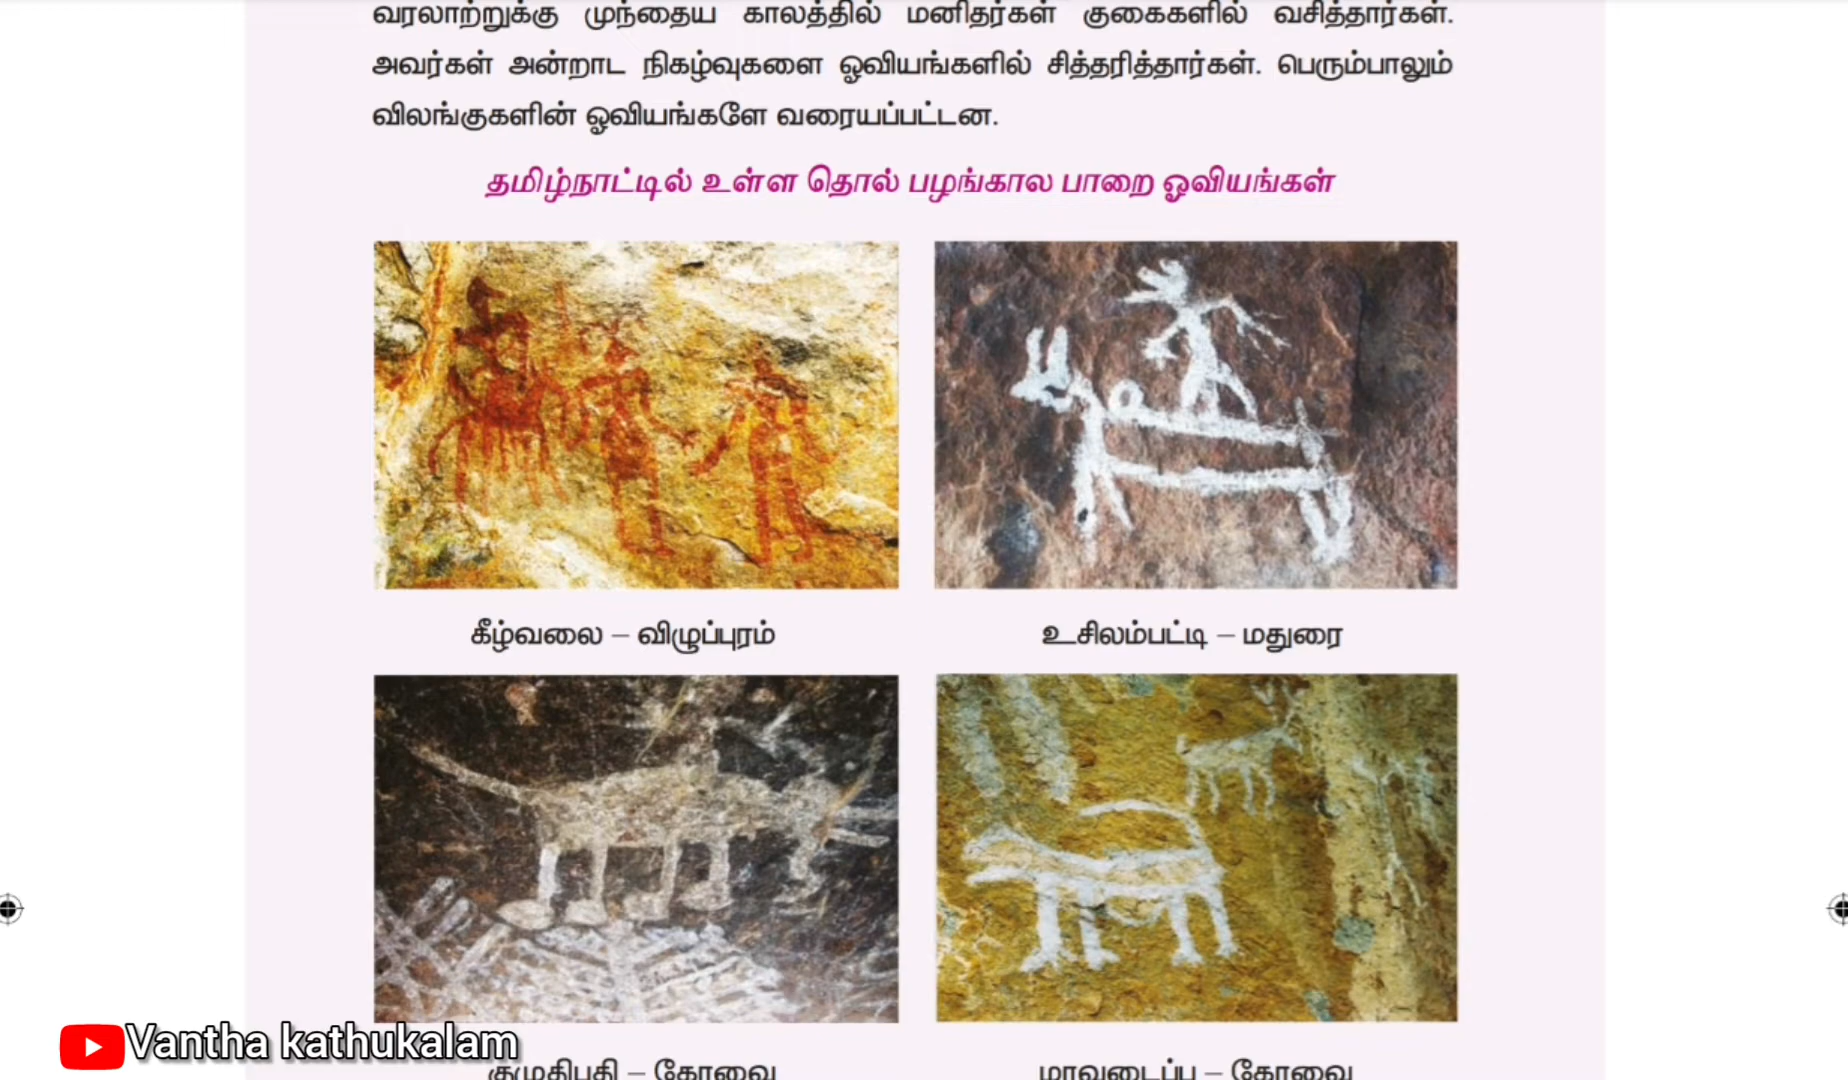 வரலாற்றுக்கு முந்தைய காலத்தில் மனிதர்கள் குகைகளில் வசித்தார்கள்.
அவர்கள் அன்றாட நிகழ்வுகளை ஓவியங்களில் சித்தரித்தார்கள். பெரும்பாலும்
விலங்குகளின் ஓவியங்களே வரையப்பட்டன.
தமிழ்நாட்டில் உள்ள தொல் பழங்கால பாறை ஓவியங்கள்
கீழ்வலை – விழுப்புரம்
உசிலம்பட்டி – மதுரை
குமுதிபதி – கோவை
மாவடைப்பு – கோவை
Vantha kathukalam